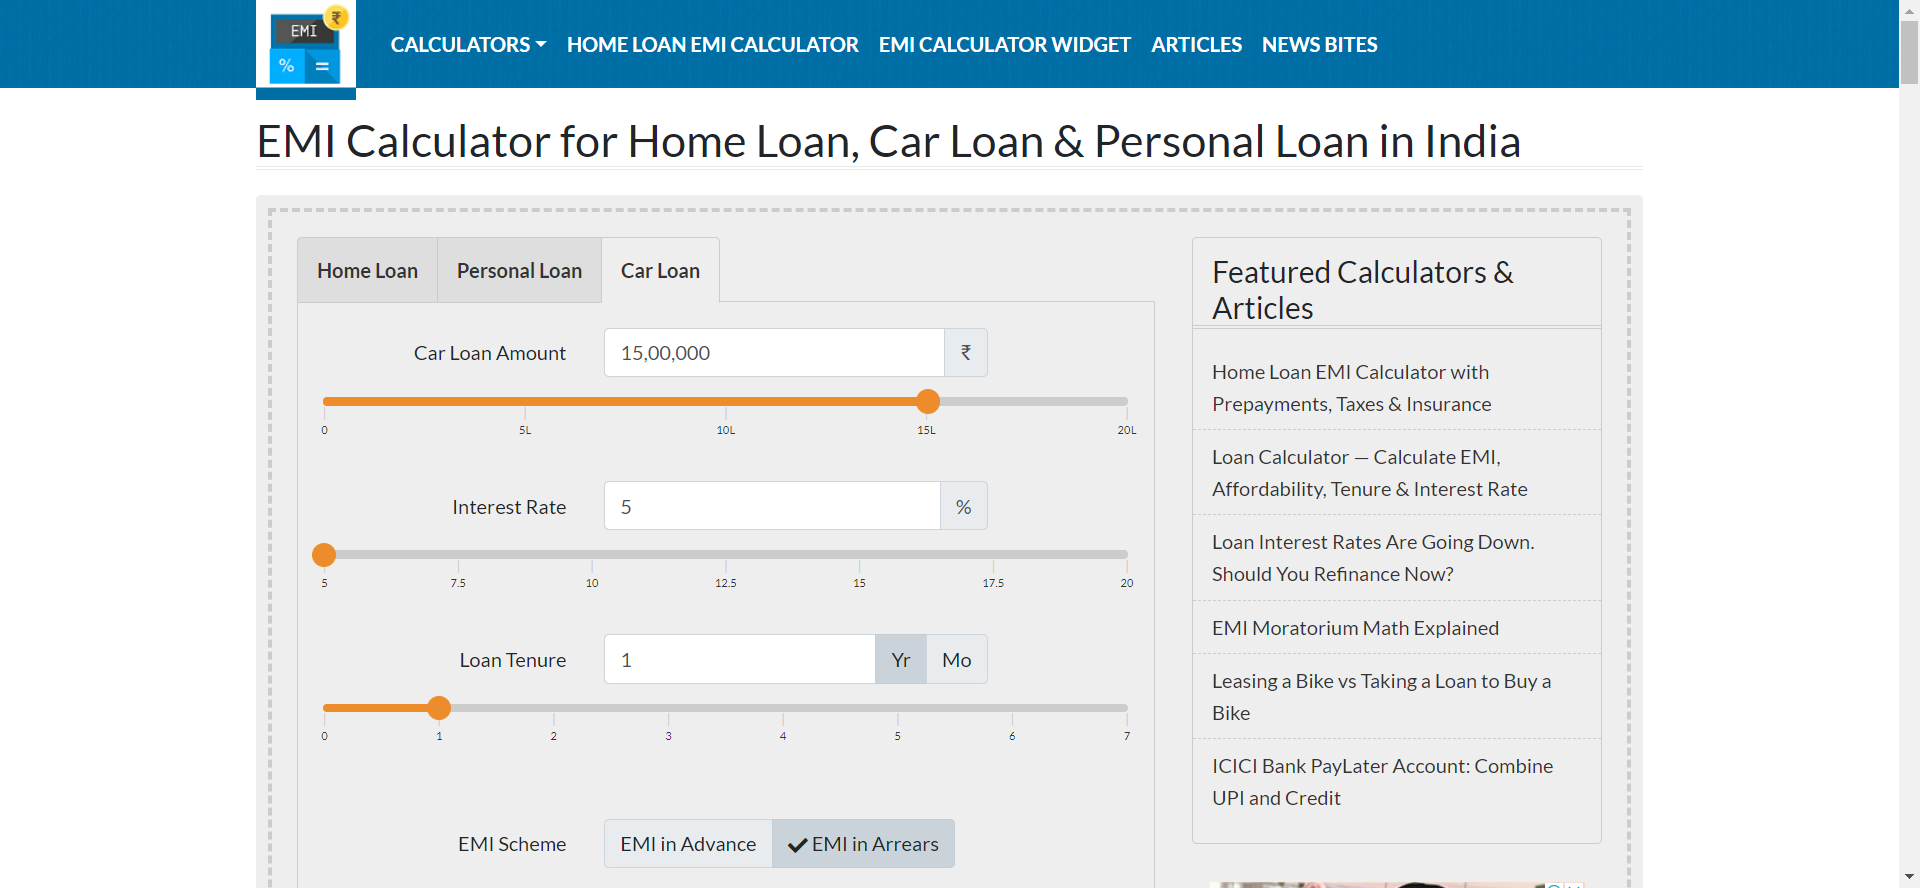 EMI
₹
%
=
CALCULATORS
HOME LOAN EMI CALCULATOR
EMI CALCULATOR WIDGET
ARTICLES
NEWS BITES
EMI Calculator for Home Loan, Car Loan & Personal Loan in India
Home Loan
Personal Loan
Car Loan
Car Loan Amount
15,00,000
₹
0
5L
10L
15L
20L
Interest Rate
5
%
5
7.5
10
12.5
15
17.5
20
Loan Tenure
1
Yr
Mo
0
1
2
3
4
5
6
7
EMI Scheme
EMI in Advance
EMI in Arrears
Featured Calculators &
Articles
Home Loan EMI Calculator with
Prepayments, Taxes & Insurance
Loan Calculator — Calculate EMI,
Affordability, Tenure & Interest Rate
Loan Interest Rates Are Going Down.
Should You Refinance Now?
EMI Moratorium Math Explained
Leasing a Bike vs Taking a Loan to Buy a
Bike
ICICI Bank PayLater Account: Combine
UPI and Credit